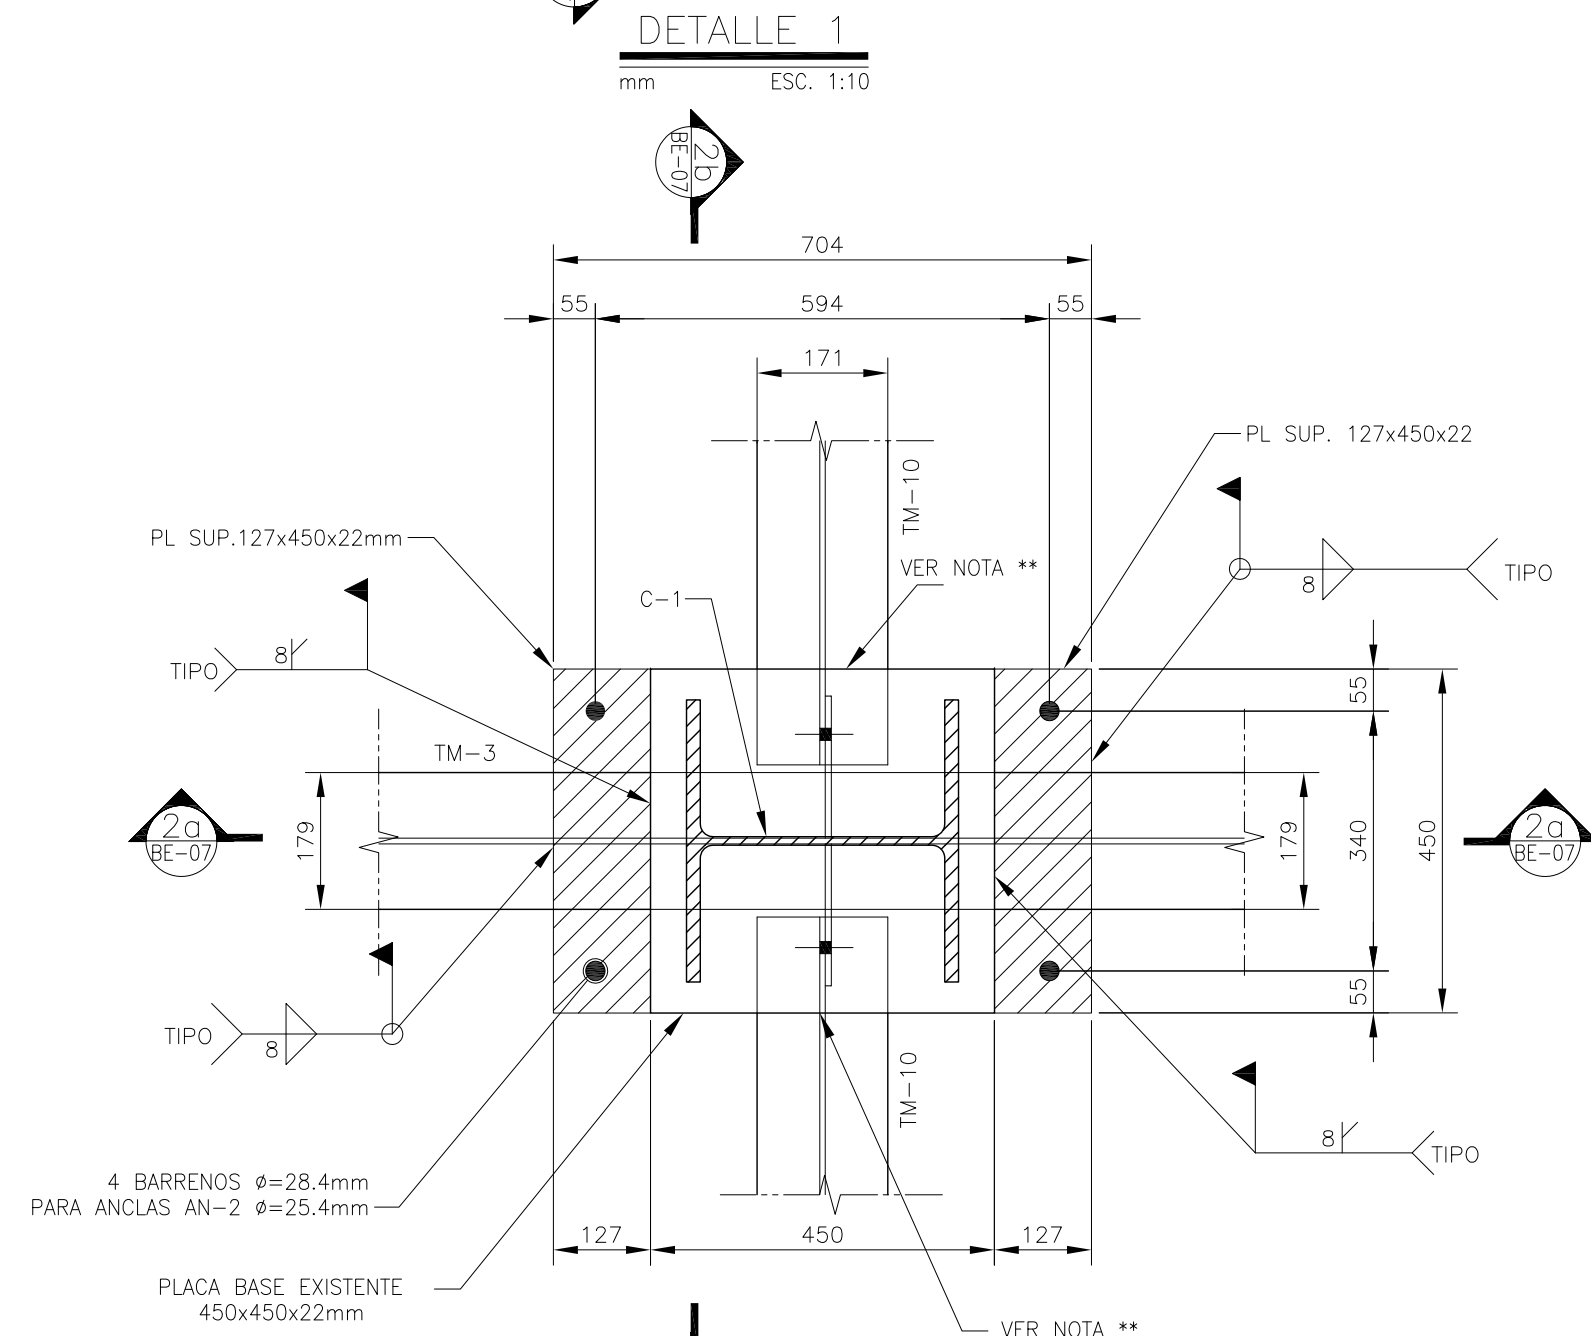 DETALLE 1
mm ESC. 1:10
2b
BE-07
704
55 594 55
171
PL SUP. 127x450x22
TM-10
PL SUP.127x450x22mm
VER NOTA **
8 TIPO
C-1
TIPO 8
55
TM-3
179
179
340
450
2a
BE-07
2a
BE-07
55
TIPO 8
TM-10
8 TIPO
4 BARRENOS ø=28.4mm
PARA ANCLAS AN-2 ø=25.4mm
127 450 127
PLACA BASE EXISTENTE
450x450x22mm
VER NOTA **